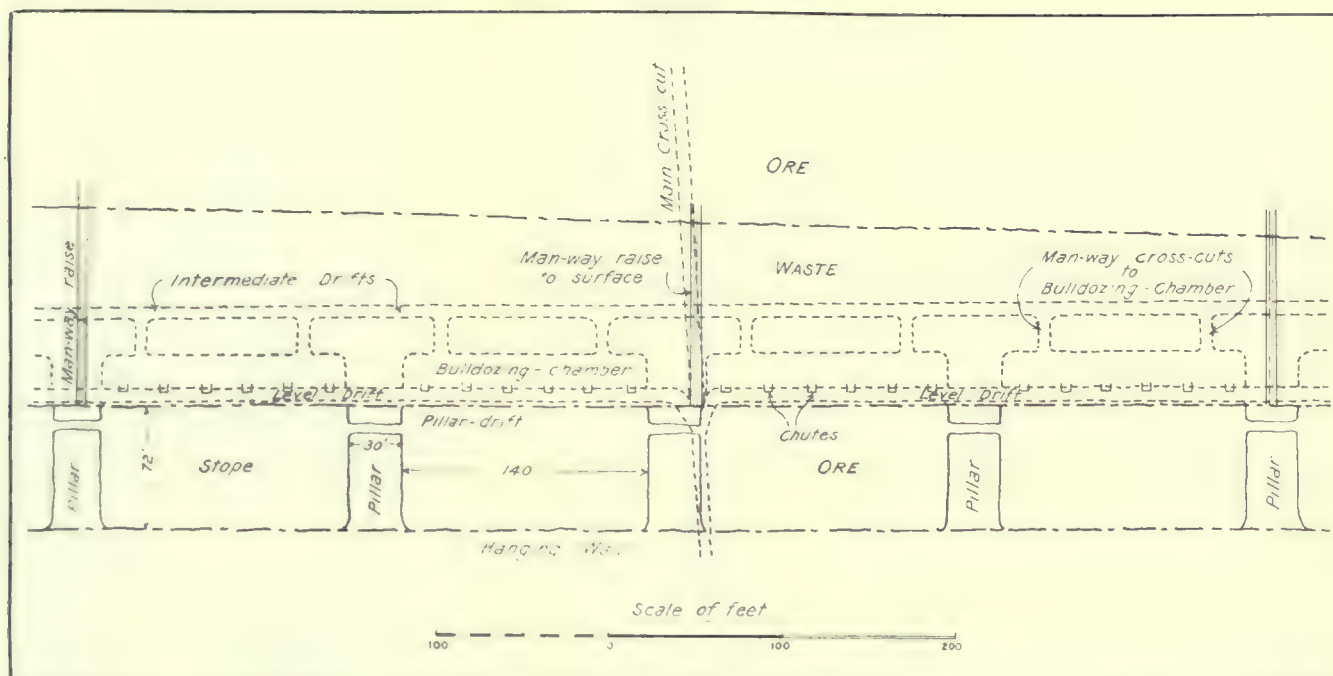 Main Cross cut
ORE
Man-way raise
Intermediate Drifts
Man-way raise
to surface
WASTE
Man-way cross-cuts
to
Bulldozing-Chamber
Bulldozing-chamber
Level Drift
Level Drift
Pillar-drift
Chutes
72'
30'
Stope
140
ORE
Pillar
Pillar
Pillar
Pillar
Hanging
Scale of feet
100
0
100
200